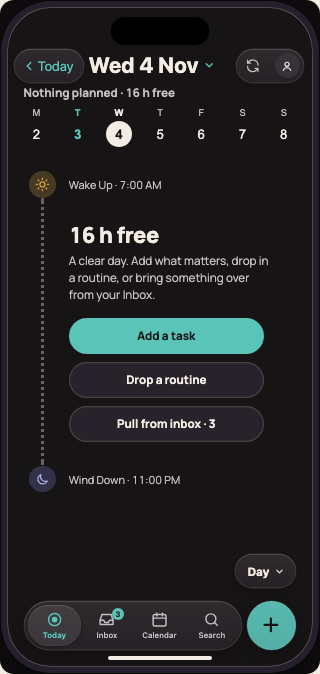 Today
Wed 4 Nov
Nothing planned · 16 h free
M T W T F S S
2 3 4 5 6 7 8
Wake Up · 7:00 AM
16 h free
A clear day. Add what matters, drop in
a routine, or bring something over
from your Inbox.
Add a task
Drop a routine
Pull from inbox · 3
Wind Down · 11:00 PM
Day
3
Today Inbox Calendar Search